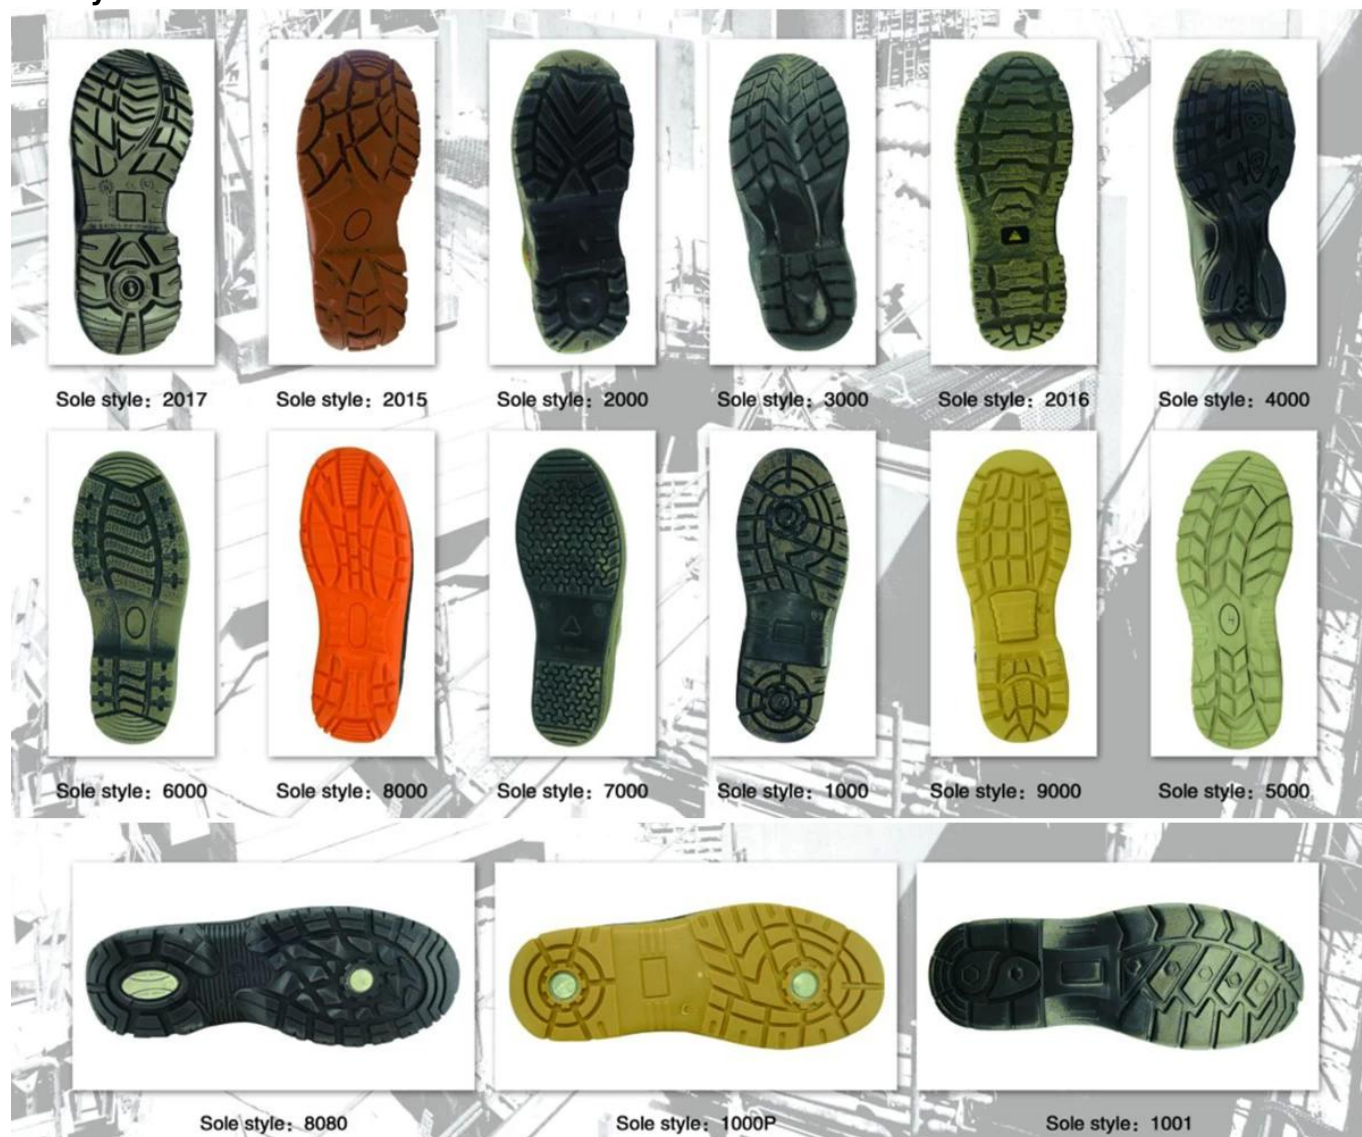 Sole style：2017
Sole style：2015
Sole style：2000
Sole style：3000
Sole style：2016
Sole style：4000
Sole style：6000
Sole style：8000
Sole style：7000
Sole style：1000
Sole style：9000
Sole style：5000
Sole style：8080
Sole style：1000P
Sole style：1001